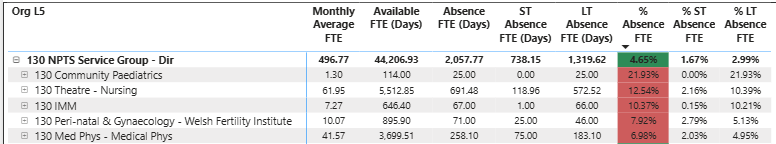 Org L5 Monthly Average FTE Available FTE (Days) Absence FTE (Days) ST Absence FTE (Days) LT Absence FTE (Days) % Absence FTE % ST Absence FTE % LT Absence FTE
130 NPTS Service Group - Dir 496.77 44,206.93 2,057.77 738.15 1,319.62 4.65% 1.67% 2.99%
130 Community Paediatrics 1.30 114.00 25.00 0.00 25.00 21.93% 0.00% 21.93%
130 Theatre - Nursing 61.95 5,512.85 691.48 118.96 572.52 12.54% 2.16% 10.39%
130 IMM 7.27 646.40 67.00 1.00 66.00 10.37% 0.15% 10.21%
130 Peri-natal & Gynaecology - Welsh Fertility Institute 10.07 895.90 71.00 25.00 46.00 7.92% 2.79% 5.13%
130 Med Phys - Medical Phys 41.57 3,699.51 258.10 75.00 183.10 6.98% 2.03% 4.95%